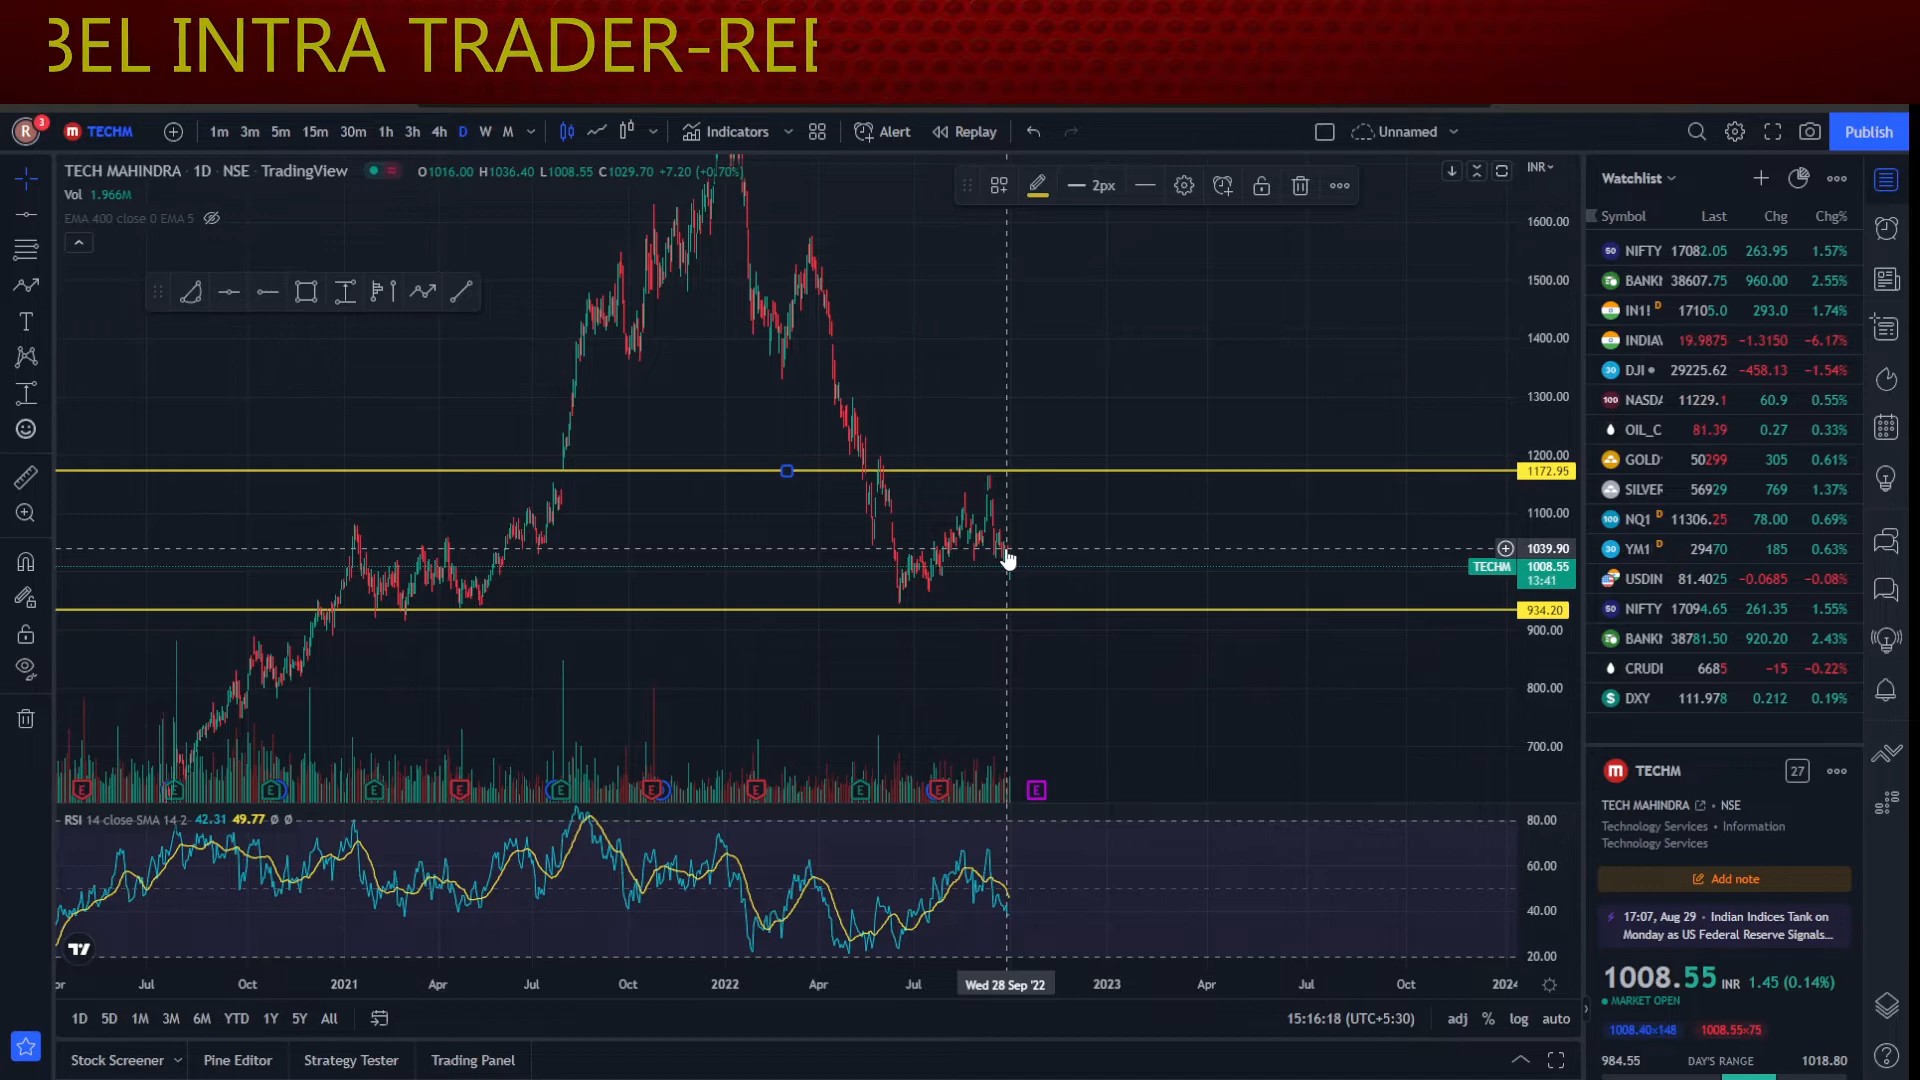 BEL INTRA TRADER-REE
R 3 TECHM 1m 3m 5m 15m 30m 1h 3h 4h D W M Indicators Alert Replay Unnamed Publish
TECH MAHINDRA · 1D · NSE · TradingView O1016.00 H1036.40 L1008.55 C1029.70 +7.20 (+0.70%)
Vol 1.966M
EMA 400 close 0 EMA 5
2px
INR
1600.00
1500.00
1400.00
1300.00
1200.00
1172.95
1100.00
1039.90
TECHM 1008.55
13:41
934.20
900.00
800.00
700.00
E E E E E E E E E E E
RSI 14 close SMA 14 2 42.31 49.77 Ø Ø
80.00
60.00
40.00
20.00
Jul Oct 2021 Apr Jul Oct 2022 Apr Jul Wed 28 Sep '22 2023 Apr Jul Oct 2024
1D 5D 1M 3M 6M YTD 1Y 5Y All 15:16:18 (UTC+5:30) adj % log auto
Stock Screener Pine Editor Strategy Tester Trading Panel
Watchlist
Symbol Last Chg Chg%
50 NIFTY 17082.05 263.95 1.57%
BANKI 38607.75 960.00 2.55%
IN1! D 17105.0 293.0 1.74%
INDIA\ 19.9875 −1.3150 −6.17%
30 DJI 29225.62 −458.13 −1.54%
100 NASDA 11229.1 60.9 0.55%
OIL_C 81.39 0.27 0.33%
GOLD 50299 305 0.61%
SILVER 56929 769 1.37%
100 NQ1 D 11306.25 78.00 0.69%
30 YM1 D 29470 185 0.63%
USDIN 81.4025 −0.0685 −0.08%
50 NIFTY 17094.65 261.35 1.55%
BANKI 38781.50 920.20 2.43%
CRUDI 6685 −15 −0.22%
DXY 111.978 0.212 0.19%
TECHM 27
TECH MAHINDRA · NSE
Technology Services · Information
Technology Services
Add note
17:07, Aug 29 · Indian Indices Tank on
Monday as US Federal Reserve Signals...
1008.55 INR 1.45 (0.14%)
MARKET OPEN
1008.40×148 1008.55×75
984.55 DAY'S RANGE 1018.80